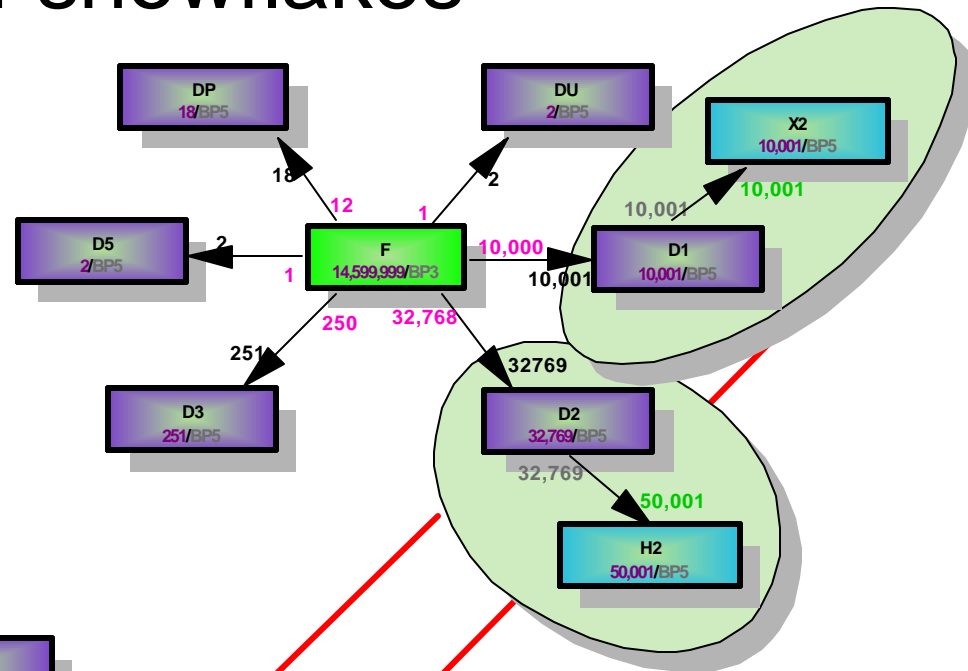 snowflakes
DP
18/BP5
DU
2/BP5
X2
10,001/BP5
18
2
10,001
10,001
12
1
D5
2/BP5
2
1
F
14,599,999/BP3
10,000
10,001
D1
10,001/BP5
250
32,768
251
32769
D3
251/BP5
D2
32,769/BP5
32,769
50,001
H2
50,001/BP5